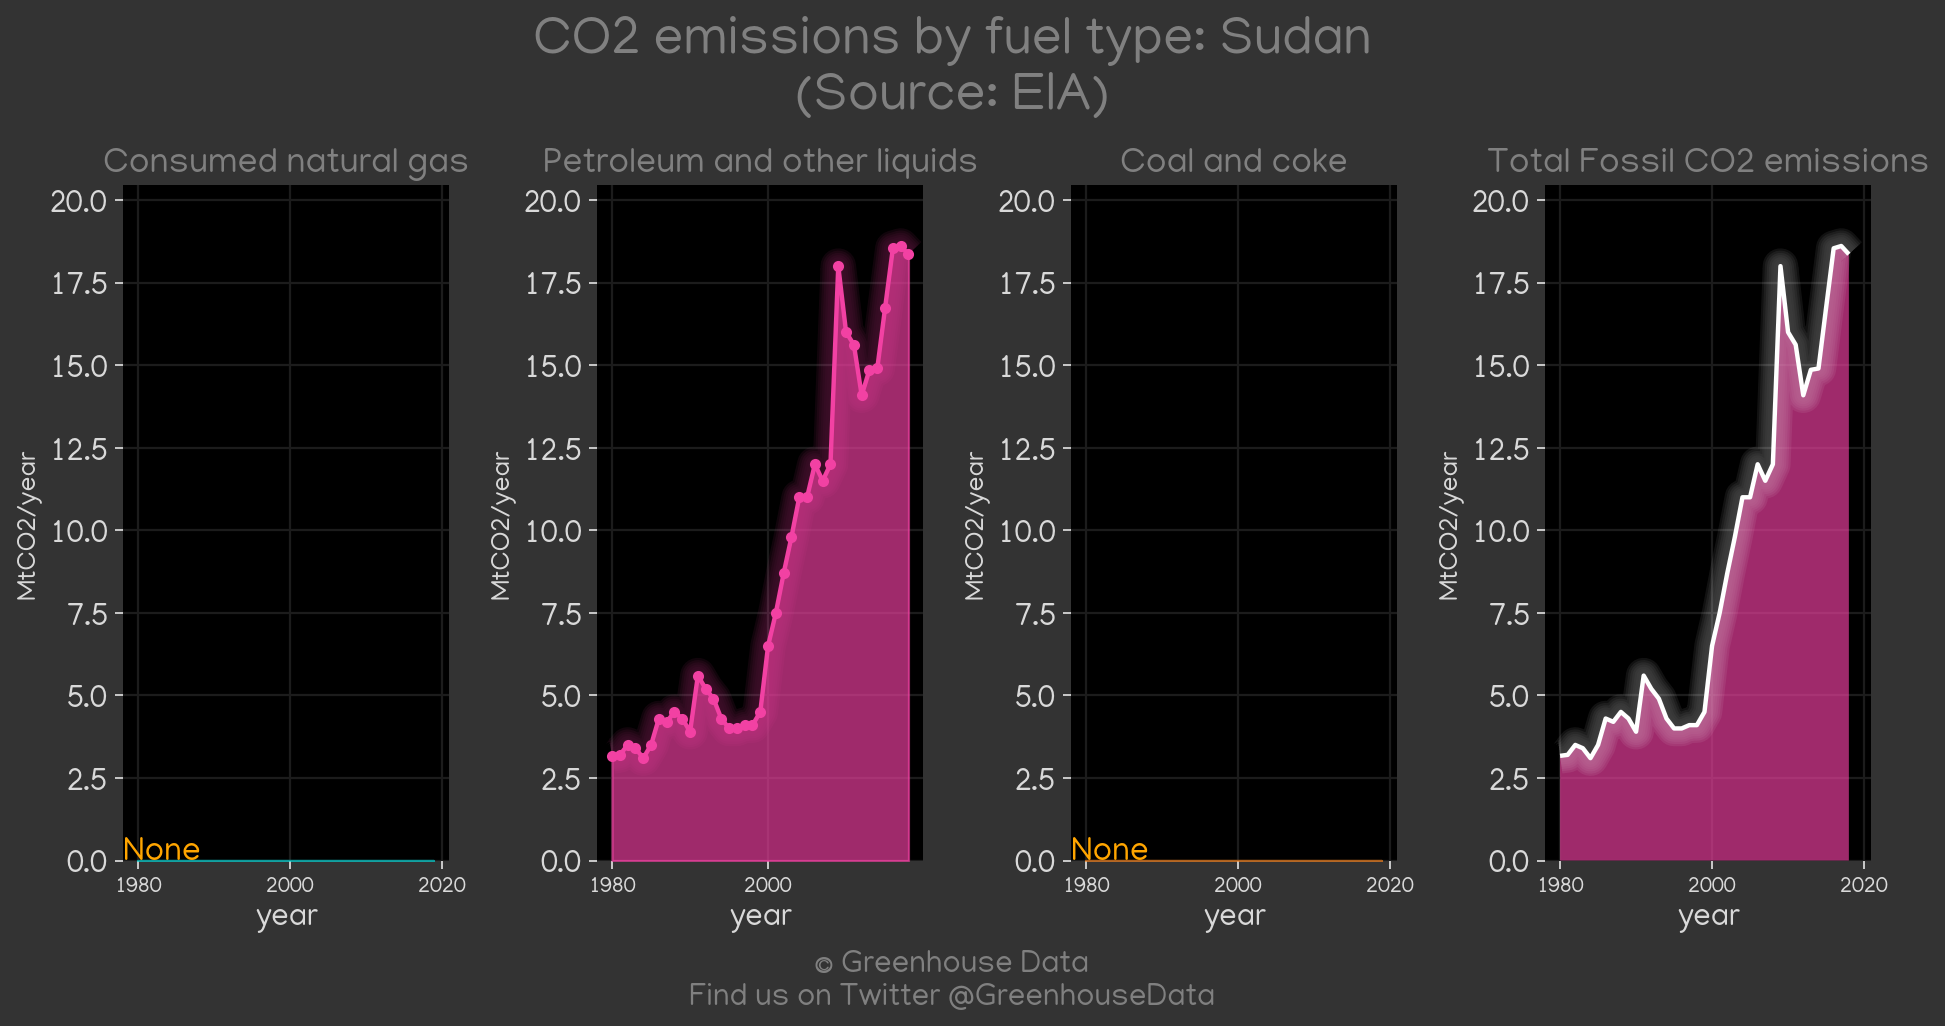 CO2 emissions by fuel type: Sudan
(Source: EIA)
Consumed natural gas
20.0
17.5
15.0
12.5
10.0
7.5
5.0
2.5
0.0
MtCO2/year
None
1980 2000 2020
year
Petroleum and other liquids
20.0
17.5
15.0
12.5
10.0
7.5
5.0
2.5
0.0
MtCO2/year
1980 2000
year
Coal and coke
20.0
17.5
15.0
12.5
10.0
7.5
5.0
2.5
0.0
MtCO2/year
None
1980 2000 2020
year
Total Fossil CO2 emissions
20.0
17.5
15.0
12.5
10.0
7.5
5.0
2.5
0.0
MtCO2/year
1980 2000 2020
year
© Greenhouse Data
Find us on Twitter @GreenhouseData